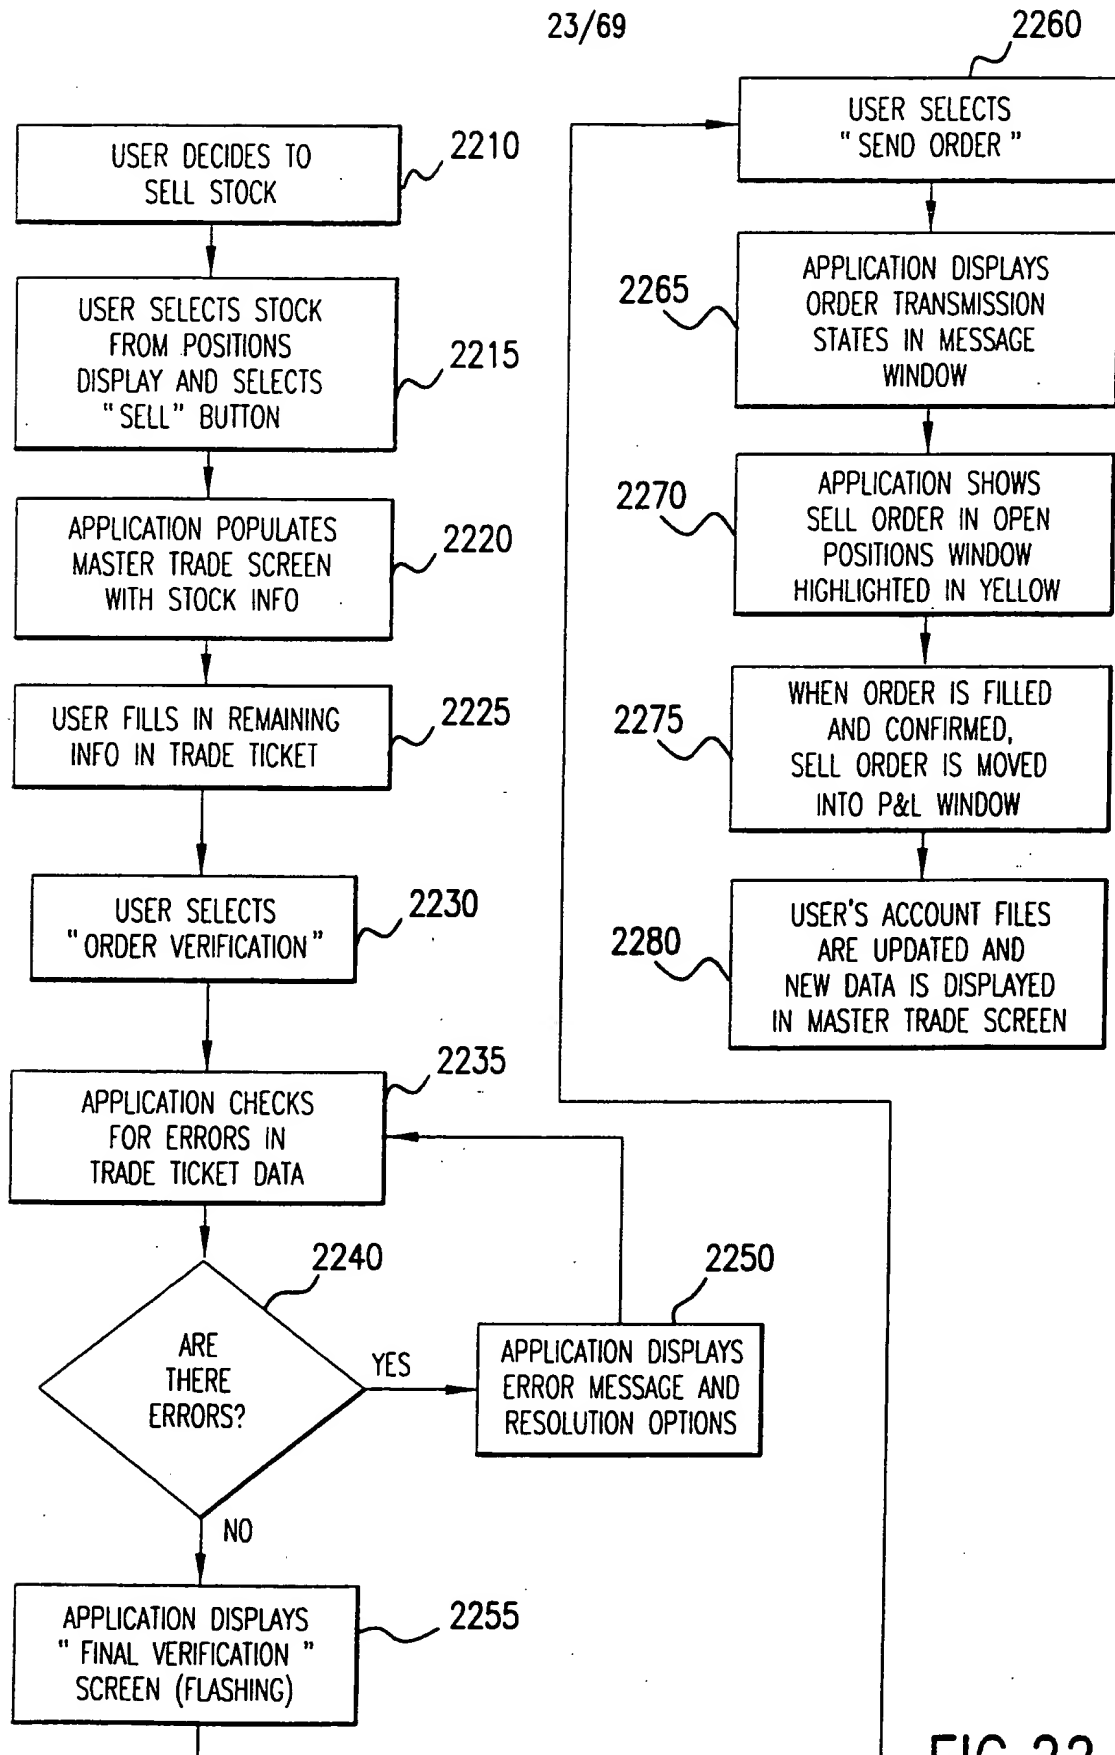 23/69
USER DECIDES TO
SELL STOCK
2210
USER SELECTS STOCK
FROM POSITIONS
DISPLAY AND SELECTS
"SELL" BUTTON
2215
APPLICATION POPULATES
MASTER TRADE SCREEN
WITH STOCK INFO
2220
USER FILLS IN REMAINING
INFO IN TRADE TICKET
2225
USER SELECTS
"ORDER VERIFICATION"
2230
APPLICATION CHECKS
FOR ERRORS IN
TRADE TICKET DATA
2235
ARE
THERE
ERRORS?
2240
YES
NO
APPLICATION DISPLAYS
ERROR MESSAGE AND
RESOLUTION OPTIONS
2250
APPLICATION DISPLAYS
" FINAL VERIFICATION "
SCREEN (FLASHING)
2255
2260
USER SELECTS
" SEND ORDER "
2265
APPLICATION DISPLAYS
ORDER TRANSMISSION
STATES IN MESSAGE
WINDOW
2270
APPLICATION SHOWS
SELL ORDER IN OPEN
POSITIONS WINDOW
HIGHLIGHTED IN YELLOW
2275
WHEN ORDER IS FILLED
AND CONFIRMED,
SELL ORDER IS MOVED
INTO P&L WINDOW
2280
USER'S ACCOUNT FILES
ARE UPDATED AND
NEW DATA IS DISPLAYED
IN MASTER TRADE SCREEN